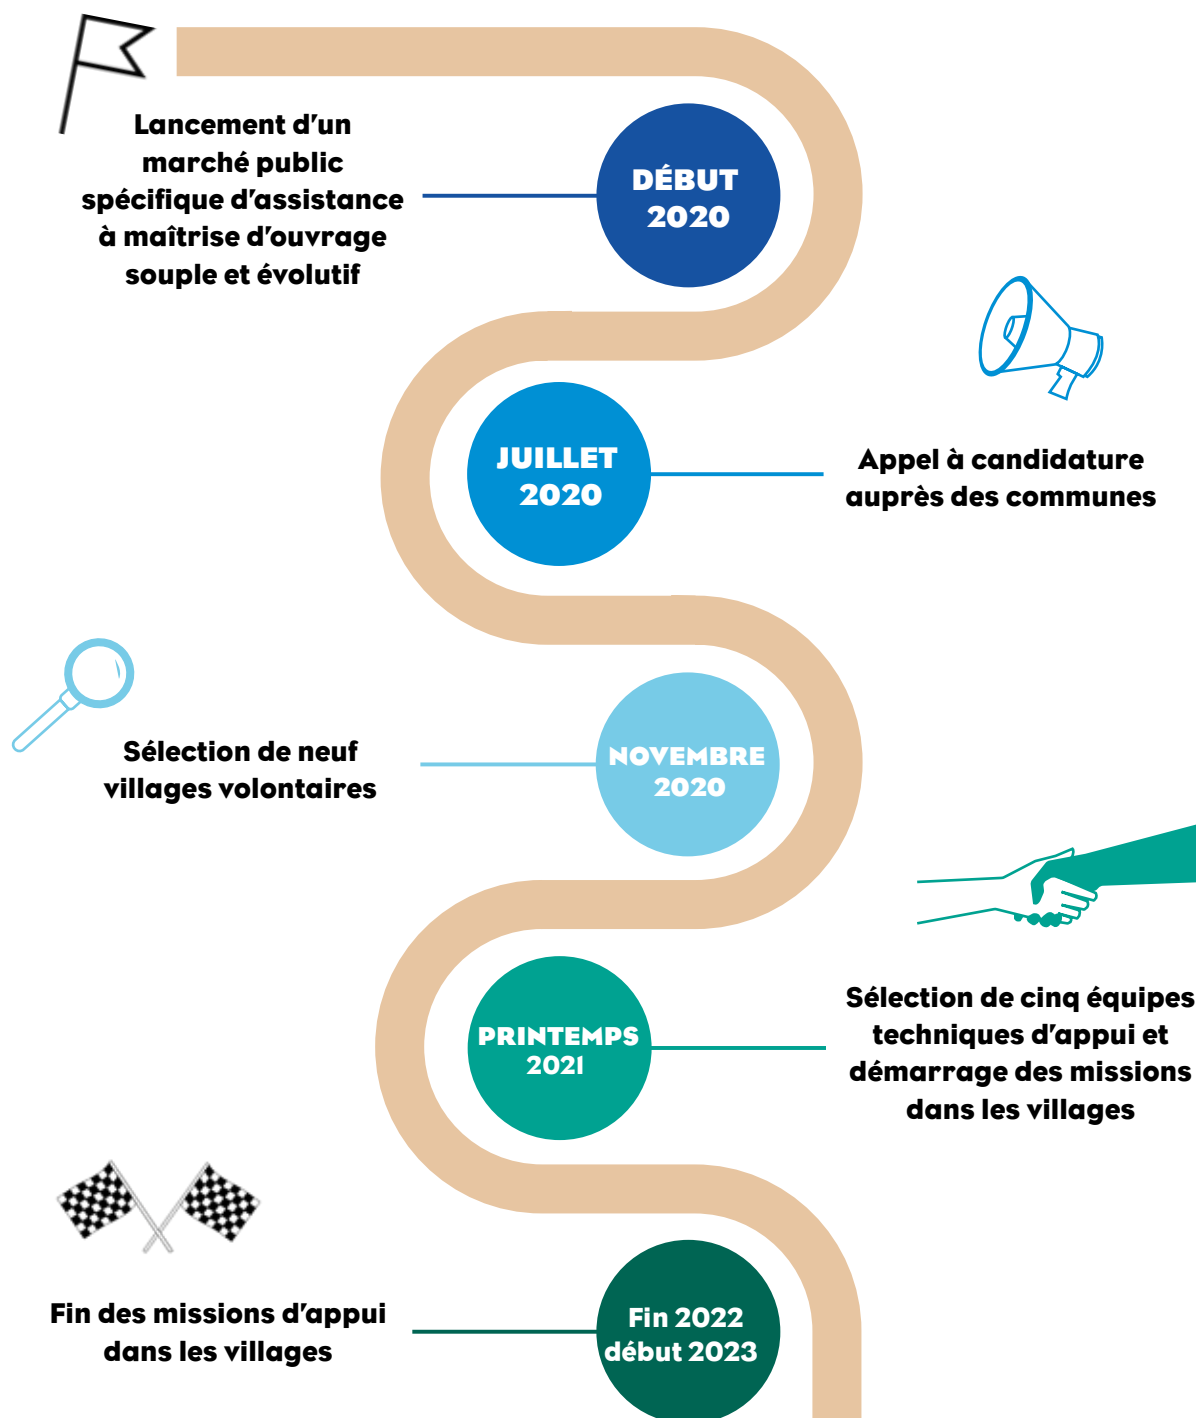 Lancement d'un
marché public
spécifique d'assistance
à maîtrise d'ouvrage
souple et évolutif
DÉBUT
2020
JUILLET
2020
Appel à candidature
auprès des communes
Sélection de neuf
villages volontaires
NOVEMBRE
2020
PRINTEMPS
2021
Sélection de cinq équipes
techniques d'appui et
démarrage des missions
dans les villages
Fin des missions d'appui
dans les villages
Fin 2022
début 2023